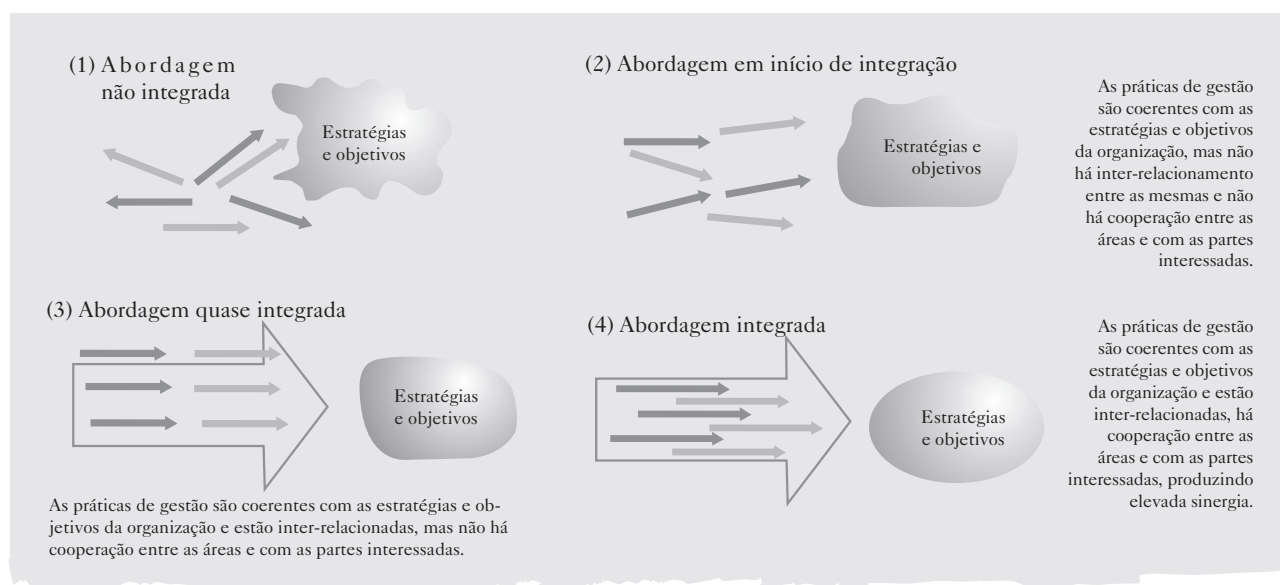 (1) Abordagem
não integrada
Estratégias
e objetivos
(2) Abordagem em início de integração
Estratégias e
objetivos
As práticas de gestão
são coerentes com as
estratégias e objetivos
da organização, mas não
há inter-relacionamento
entre as mesmas e não
há cooperação entre as
áreas e com as partes
interessadas.
(3) Abordagem quase integrada
Estratégias
e objetivos
As práticas de gestão são coerentes com as estratégias e ob-
jetivos da organização e estão inter-relacionadas, mas não há
cooperação entre as áreas e com as partes interessadas.
(4) Abordagem integrada
Estratégias
e objetivos
As práticas de gestão
são coerentes com as
estratégias e objetivos
da organização e estão
inter-relacionadas, há
cooperação entre as
áreas e com as partes
interessadas, produzindo
elevada sinergia.